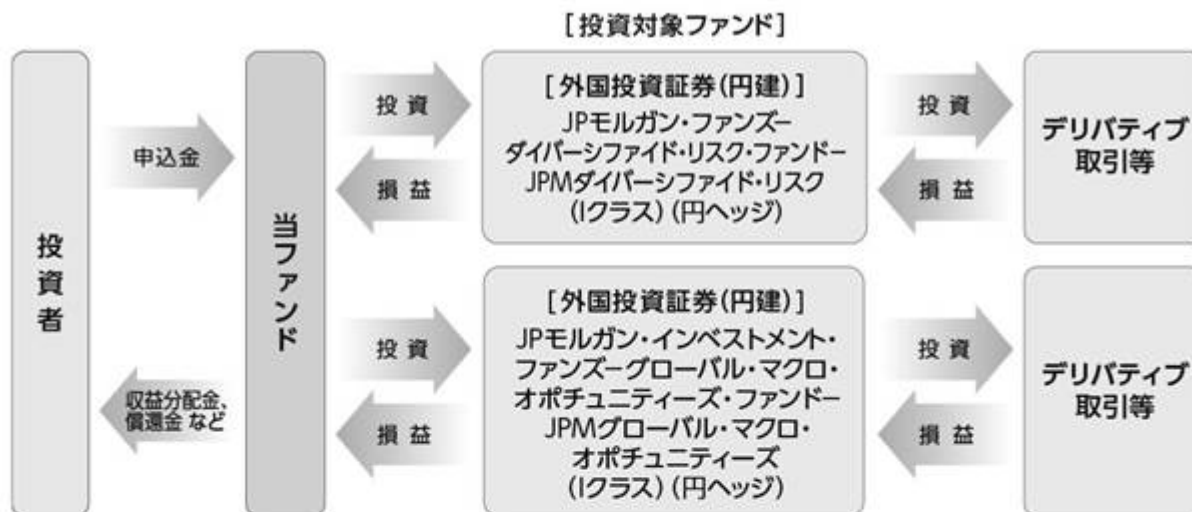 [投資対象ファンド]
投資者
申込金
収益分配金、
償還金 など
当ファンド
投 資
損 益
[外国投資証券(円建)]
JPモルガン・ファンズー
ダイバーシファイド・リスク・ファンドー
JPMダイバーシファイド・リスク
(Iクラス)(円ヘッジ)
投 資
損 益
デリバティブ
取引等
投 資
損 益
[外国投資証券(円建)]
JPモルガン・インベストメント・
ファンズーグローバル・マクロ・
オポチュニティーズ・ファンドー
JPMグローバル・マクロ・
オポチュニティーズ
(Iクラス)(円ヘッジ)
投 資
損 益
デリバティブ
取引等